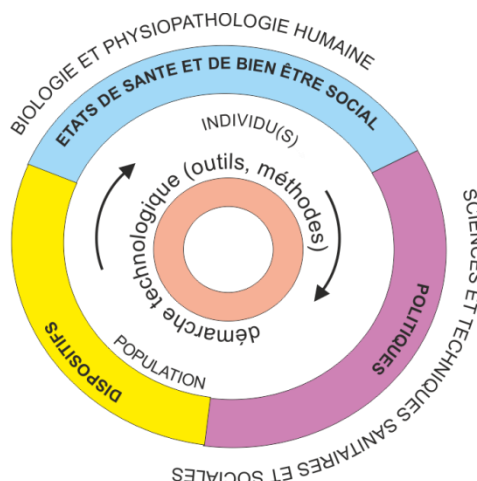 BIOLOGIE ET PHYSIOPATHOLOGIE HUMAINE
ETATS DE SANTE ET DE BIEN ÊTRE SOCIAL
INDIVIDU(S)
démarche technologique (outils, méthodes)
POPULATION
DISPOSITIFS
POLITIQUES
SCIENCES ET TECHNIQUES SANITAIRES ET SOCIALES